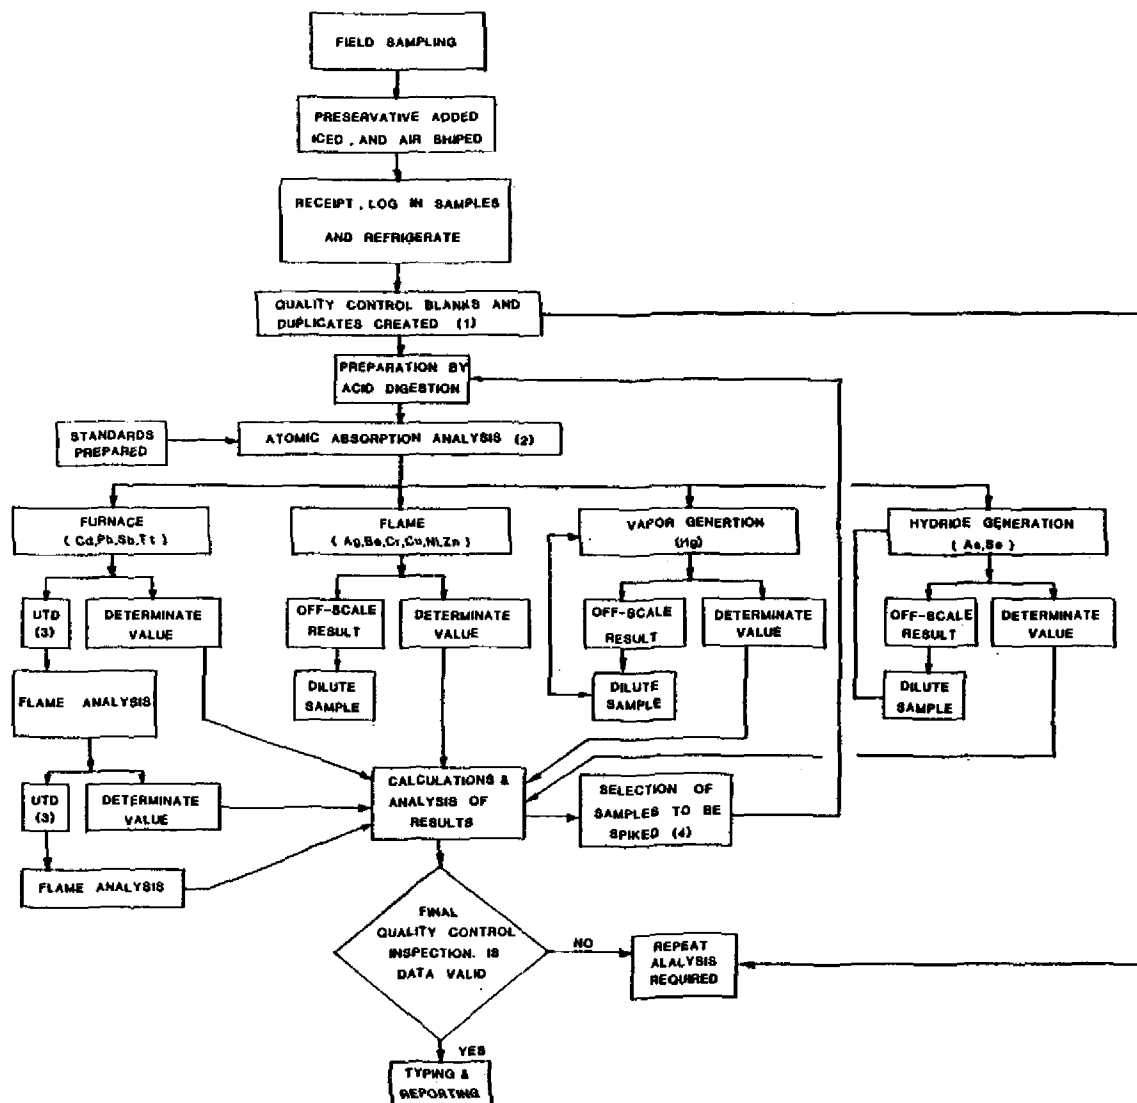 FIELD SAMPLING
PRESERVATIVE ADDED
ICED, AND AIR SHIPED
RECEIPT, LOG IN SAMPLES
AND REFRIGERATE
QUALITY CONTROL BLANKS AND
DUPLICATES CREATED (1)
PREPARATION BY
ACID DIGESTION
STANDARDS
PREPARED
ATOMIC ABSORPTION ANALYSIS (2)
FURNACE
(Cd,Pb,Sb,Tt)
FLAME
(Ag,Be,Cr,Cu,Ni,Zn)
VAPOR GENERTION
(Hg)
HYDRIDE GENERATION
(As,Se)
UTD
(3)
DETERMINATE
VALUE
OFF-SCALE
RESULT
DETERMINATE
VALUE
OFF-SCALE
RESULT
DETERMINATE
VALUE
OFF-SCALE
RESULT
DETERMINATE
VALUE
FLAME ANALYSIS
DILUTE
SAMPLE
DILUTE
SAMPLE
DILUTE
SAMPLE
UTD
(3)
DETERMINATE
VALUE
CALCULATIONS &
ANALYSIS OF
RESULTS
SELECTION OF
SAMPLES TO BE
SPIKED (4)
FLAME ANALYSIS
FINAL
QUALITY CONTROL
INSPECTION. IS
DATA VALID
NO
REPEAT
ALALYSIS
REQUIRED
YES
TYPING &
REPORTING